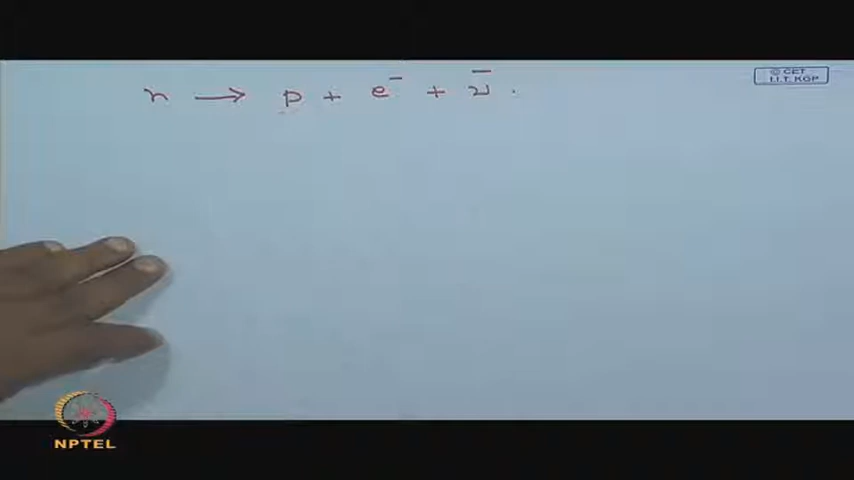 n → p + e⁻ + ν̄ .
© CET
I.I.T. KGP
NPTEL